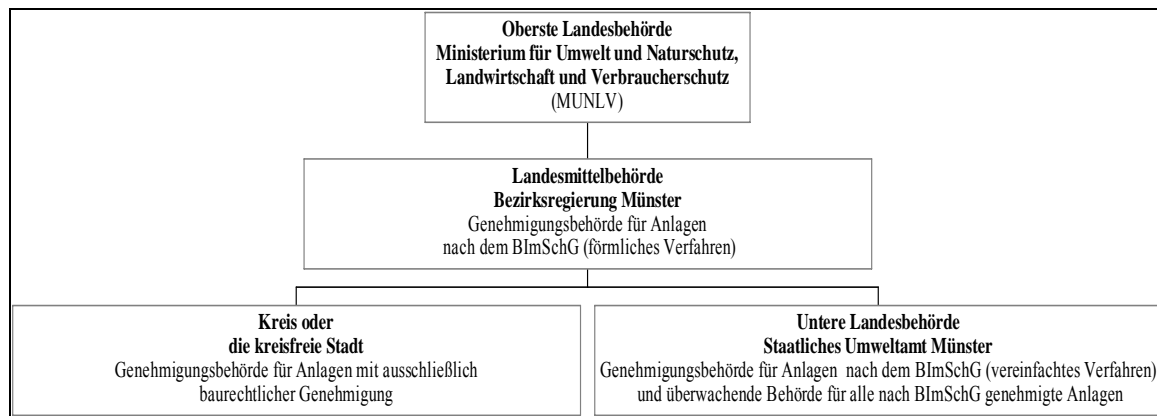 Oberste Landesbehörde
Ministerium für Umwelt und Naturschutz,
Landwirtschaft und Verbraucherschutz
(MUNLV)
Landesmittelbehörde
Bezirksregierung Münster
Genehmigungsbehörde für Anlagen
nach dem BImSchG (förmliches Verfahren)
Kreis oder
die kreisfreie Stadt
Genehmigungsbehörde für Anlagen mit ausschließlich
baurechtlicher Genehmigung
Untere Landesbehörde
Staatliches Umweltamt Münster
Genehmigungsbehörde für Anlagen nach dem BImSchG (vereinfachtes Verfahren)
und überwachende Behörde für alle nach BImSchG genehmigte Anlagen